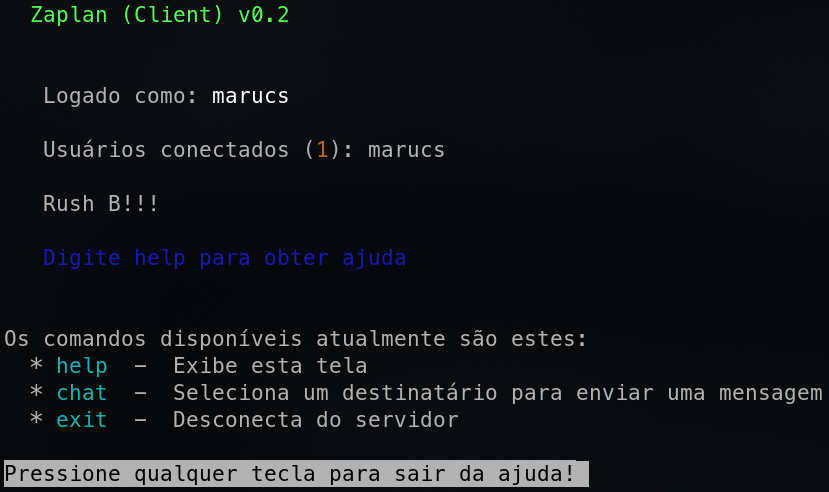 Zaplan (Client) v0.2
Logado como: marucs
Usuários conectados (1): marucs
Rush B!!!
Digite help para obter ajuda
Os comandos disponíveis atualmente são estes:
* help – Exibe esta tela
* chat – Seleciona um destinatário para enviar uma mensagem
* exit – Desconecta do servidor
Pressione qualquer tecla para sair da ajuda!